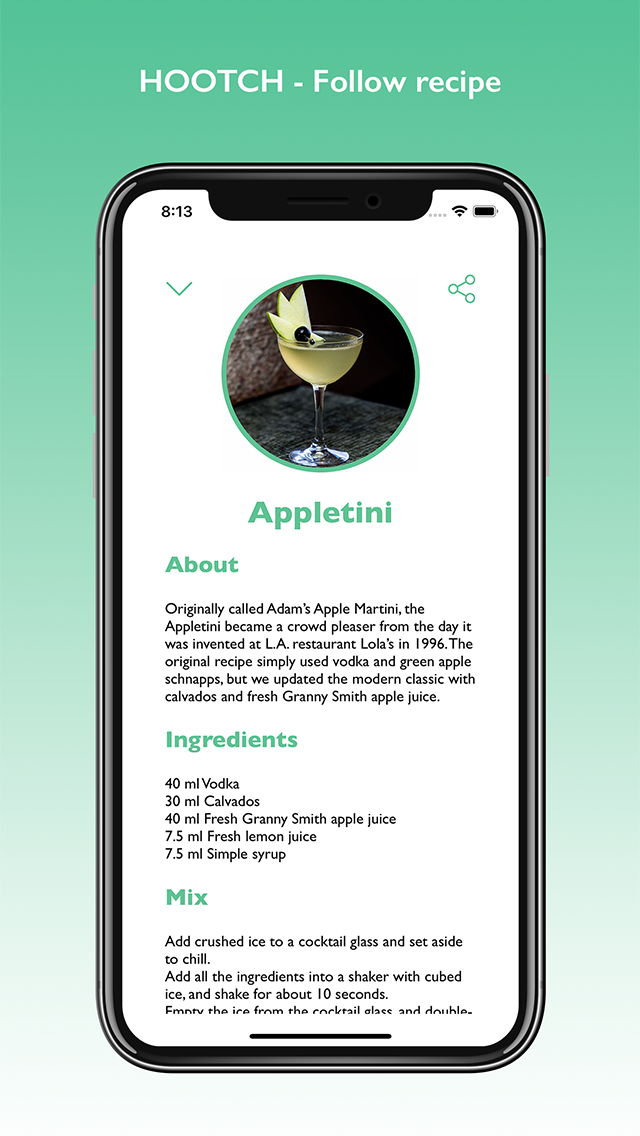 HOOTCH - Follow recipe
8:13
Appletini
About
Originally called Adam's Apple Martini, the
Appletini became a crowd pleaser from the day it
was invented at L.A. restaurant Lola's in 1996. The
original recipe simply used vodka and green apple
schnapps, but we updated the modern classic with
calvados and fresh Granny Smith apple juice.
Ingredients
40 ml Vodka
30 ml Calvados
40 ml Fresh Granny Smith apple juice
7.5 ml Fresh lemon juice
7.5 ml Simple syrup
Mix
Add crushed ice to a cocktail glass and set aside
to chill.
Add all the ingredients into a shaker with cubed
ice, and shake for about 10 seconds.
Empty the ice from the cocktail glass and double-